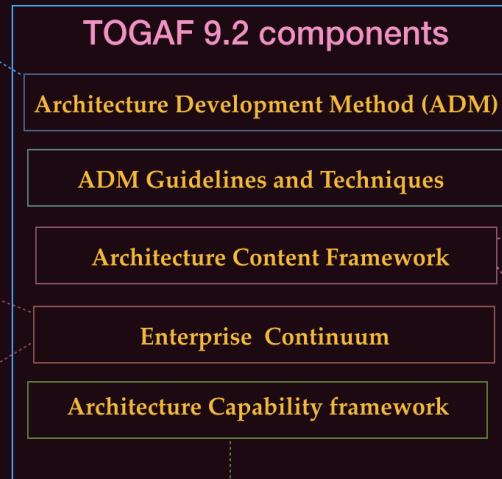 TOGAF 9.2 components
Architecture Development Method (ADM)
ADM Guidelines and Techniques
Architecture Content Framework
Enterprise Continuum
Architecture Capability framework